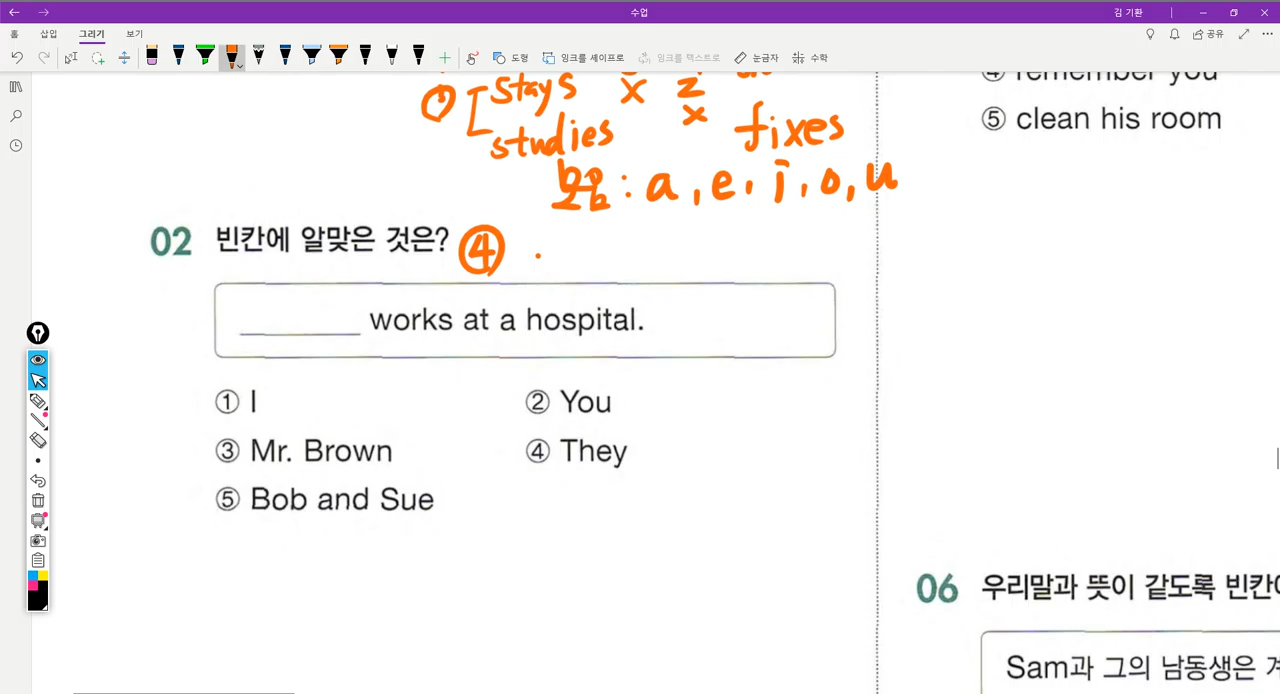 수업
김 기환
홈 삽입 그리기 보기
공유
도형 잉크를 셰이프로 잉크를 텍스트로 눈금자 수학
① stays x z
studies x fixes
모음 : a, e, i, o, u
02 빈칸에 알맞은 것은? ④ .
________ works at a hospital.
① I ② You
③ Mr. Brown ④ They
⑤ Bob and Sue
④ remember you
⑤ clean his room
06 우리말과 뜻이 같도록 빈칸에
Sam과 그의 남동생은